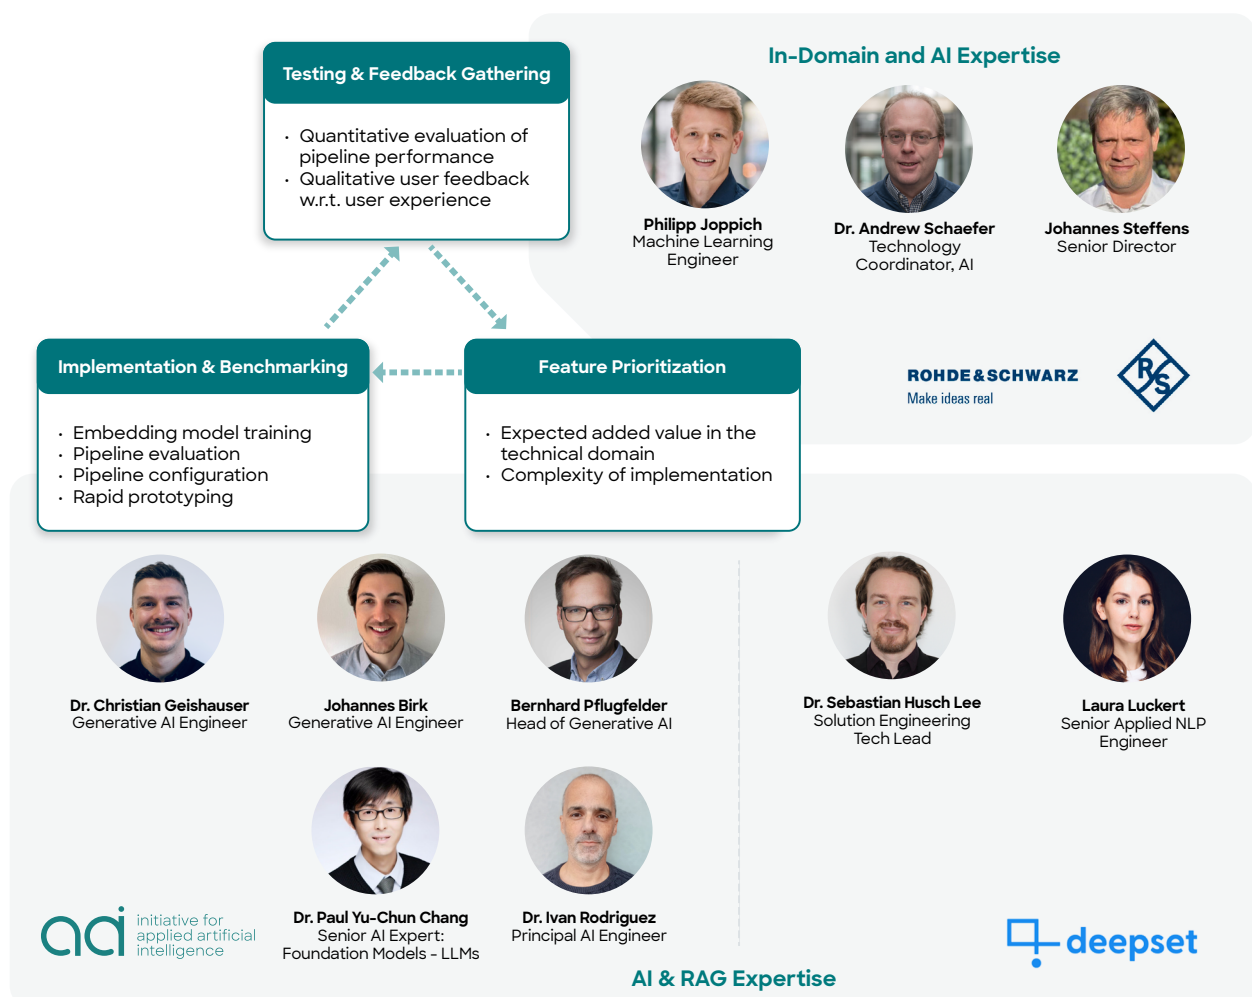 In-Domain and AI Expertise
Testing & Feedback Gathering
· Quantitative evaluation of
pipeline performance
· Qualitative user feedback
w.r.t. user experience
Philipp Joppich
Machine Learning
Engineer
Dr. Andrew Schaefer
Technology
Coordinator, AI
Johannes Steffens
Senior Director
Implementation & Benchmarking
· Embedding model training
· Pipeline evaluation
· Pipeline configuration
· Rapid prototyping
Feature Prioritization
· Expected added value in the
technical domain
· Complexity of implementation
ROHDE & SCHWARZ
Make ideas real
R S
Dr. Christian Geishauser
Generative AI Engineer
Johannes Birk
Generative AI Engineer
Bernhard Pflugfelder
Head of Generative AI
Dr. Sebastian Husch Lee
Solution Engineering
Tech Lead
Laura Luckert
Senior Applied NLP
Engineer
Dr. Paul Yu-Chun Chang
Senior AI Expert:
Foundation Models - LLMs
Dr. Ivan Rodriguez
Principal AI Engineer
aai
initiative for
applied artificial
intelligence
deepset
AI & RAG Expertise